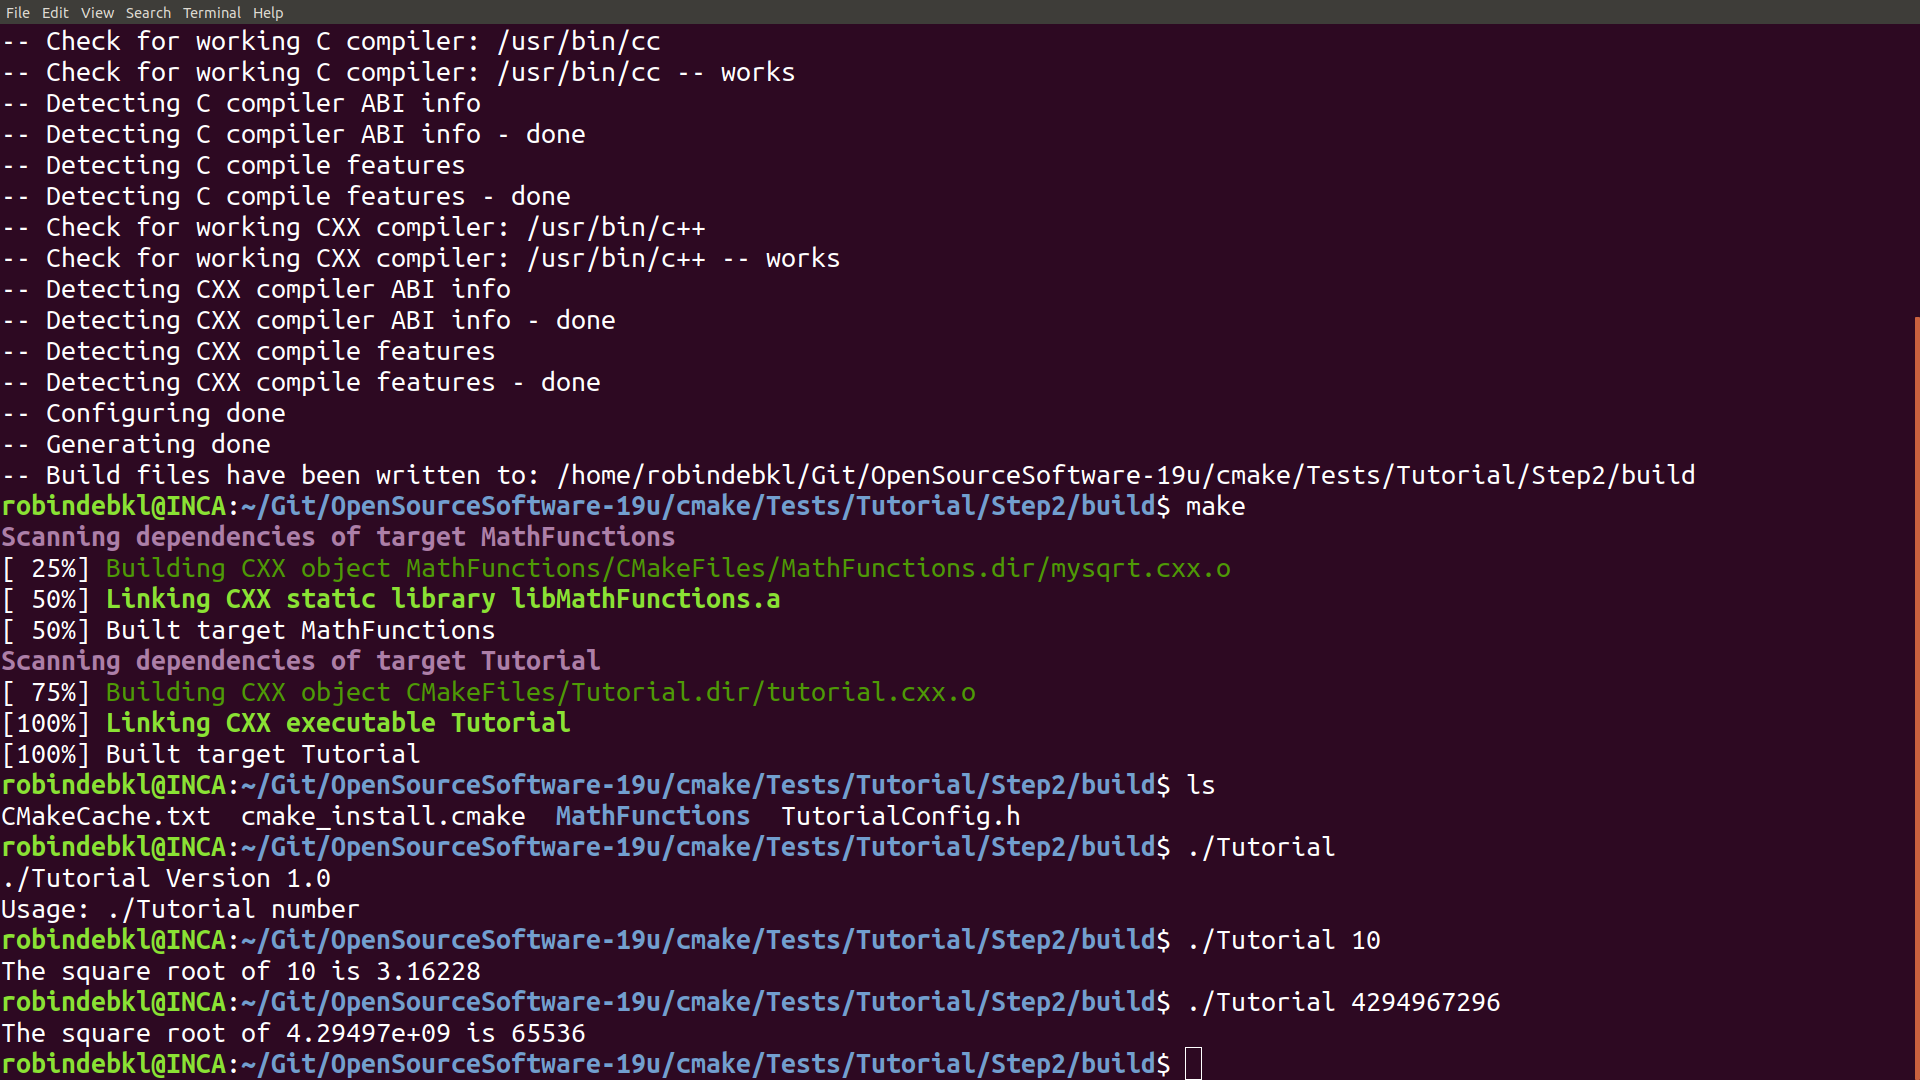 File Edit View Search Terminal Help
-- Check for working C compiler: /usr/bin/cc
-- Check for working C compiler: /usr/bin/cc -- works
-- Detecting C compiler ABI info
-- Detecting C compiler ABI info - done
-- Detecting C compile features
-- Detecting C compile features - done
-- Check for working CXX compiler: /usr/bin/c++
-- Check for working CXX compiler: /usr/bin/c++ -- works
-- Detecting CXX compiler ABI info
-- Detecting CXX compiler ABI info - done
-- Detecting CXX compile features
-- Detecting CXX compile features - done
-- Configuring done
-- Generating done
-- Build files have been written to: /home/robindebkl/Git/OpenSourceSoftware-19u/cmake/Tests/Tutorial/Step2/build
robindebkl@INCA:~/Git/OpenSourceSoftware-19u/cmake/Tests/Tutorial/Step2/build$ make
Scanning dependencies of target MathFunctions
[ 25%] Building CXX object MathFunctions/CMakeFiles/MathFunctions.dir/mysqrt.cxx.o
[ 50%] Linking CXX static library libMathFunctions.a
[ 50%] Built target MathFunctions
Scanning dependencies of target Tutorial
[ 75%] Building CXX object CMakeFiles/Tutorial.dir/tutorial.cxx.o
[100%] Linking CXX executable Tutorial
[100%] Built target Tutorial
robindebkl@INCA:~/Git/OpenSourceSoftware-19u/cmake/Tests/Tutorial/Step2/build$ ls
CMakeCache.txt  cmake_install.cmake  MathFunctions  TutorialConfig.h
robindebkl@INCA:~/Git/OpenSourceSoftware-19u/cmake/Tests/Tutorial/Step2/build$ ./Tutorial
./Tutorial Version 1.0
Usage: ./Tutorial number
robindebkl@INCA:~/Git/OpenSourceSoftware-19u/cmake/Tests/Tutorial/Step2/build$ ./Tutorial 10
The square root of 10 is 3.16228
robindebkl@INCA:~/Git/OpenSourceSoftware-19u/cmake/Tests/Tutorial/Step2/build$ ./Tutorial 4294967296
The square root of 4.29497e+09 is 65536
robindebkl@INCA:~/Git/OpenSourceSoftware-19u/cmake/Tests/Tutorial/Step2/build$